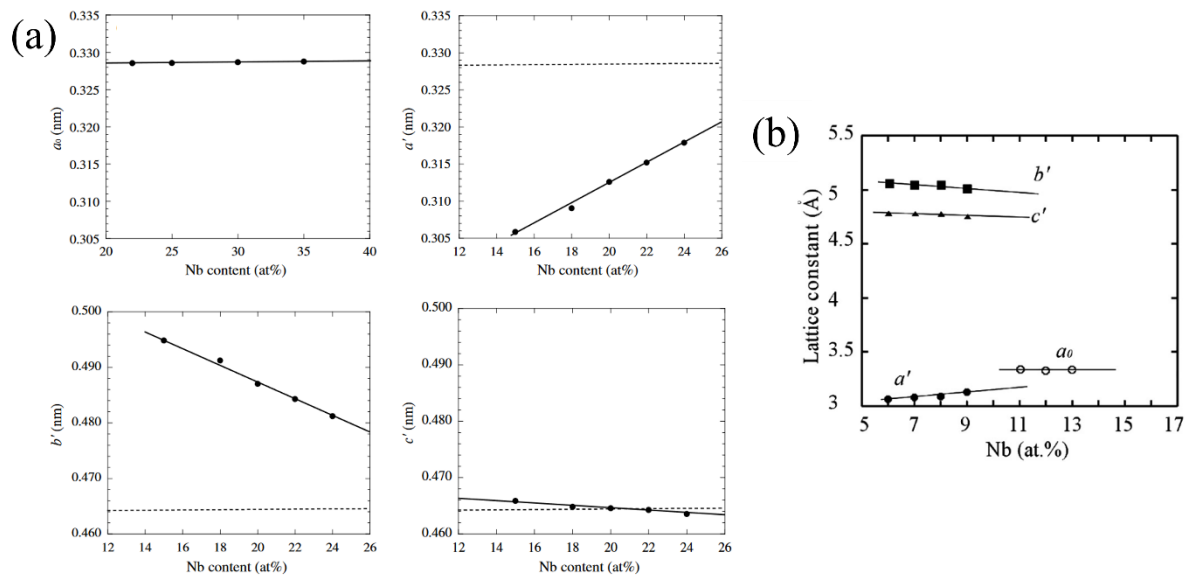 (a)
0.335
0.330
0.325
0.320
0.315
0.310
0.305
a₀ (nm)
20 25 30 35 40
Nb content (at%)
0.335
0.330
0.325
0.320
0.315
0.310
0.305
a′ (nm)
12 14 16 18 20 22 24 26
Nb content (at%)
0.500
0.490
0.480
0.470
0.460
b′ (nm)
12 14 16 18 20 22 24 26
Nb content (at%)
0.500
0.490
0.480
0.470
0.460
c′ (nm)
12 14 16 18 20 22 24 26
Nb content (at%)
(b)
5.5
5
4.5
4
3.5
3
Lattice constant (Å)
b′
c′
a₀
a′
5 7 9 11 13 15 17
Nb (at.%)